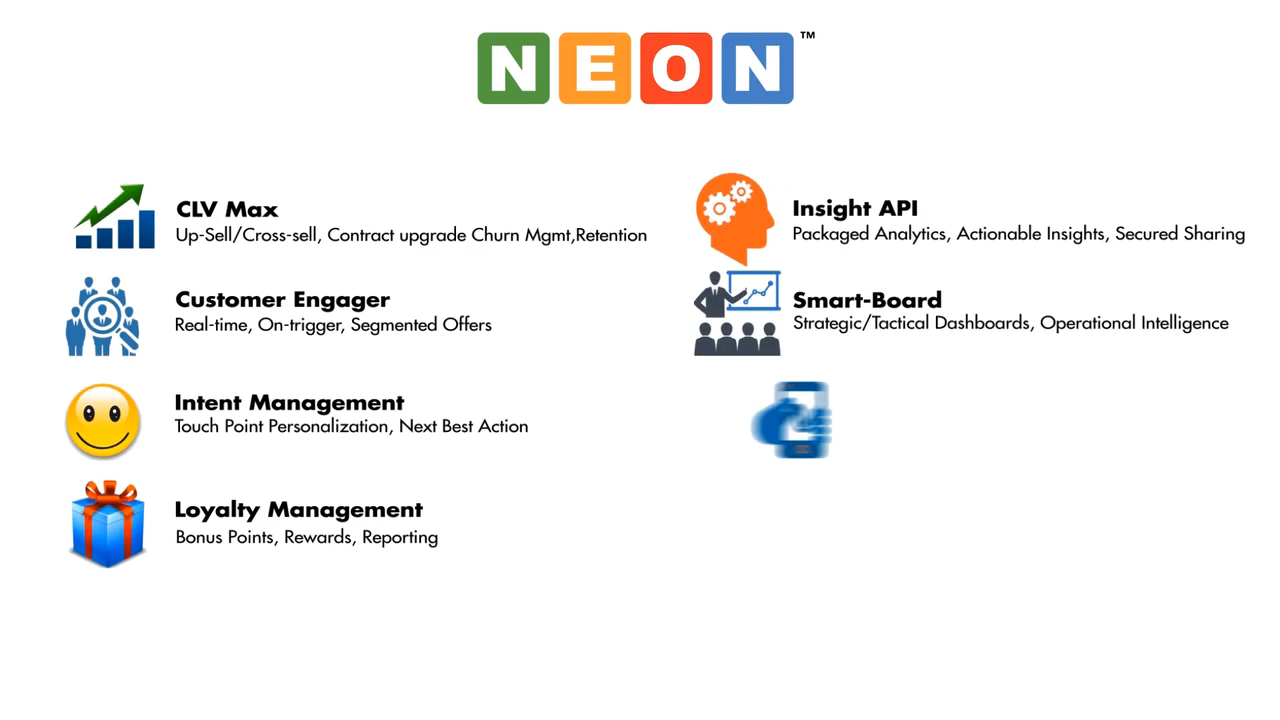 NEON™
CLV Max
Up-Sell/Cross-sell, Contract upgrade Churn Mgmt,Retention
Customer Engager
Real-time, On-trigger, Segmented Offers
Intent Management
Touch Point Personalization, Next Best Action
Loyalty Management
Bonus Points, Rewards, Reporting
Insight API
Packaged Analytics, Actionable Insights, Secured Sharing
Smart-Board
Strategic/Tactical Dashboards, Operational Intelligence